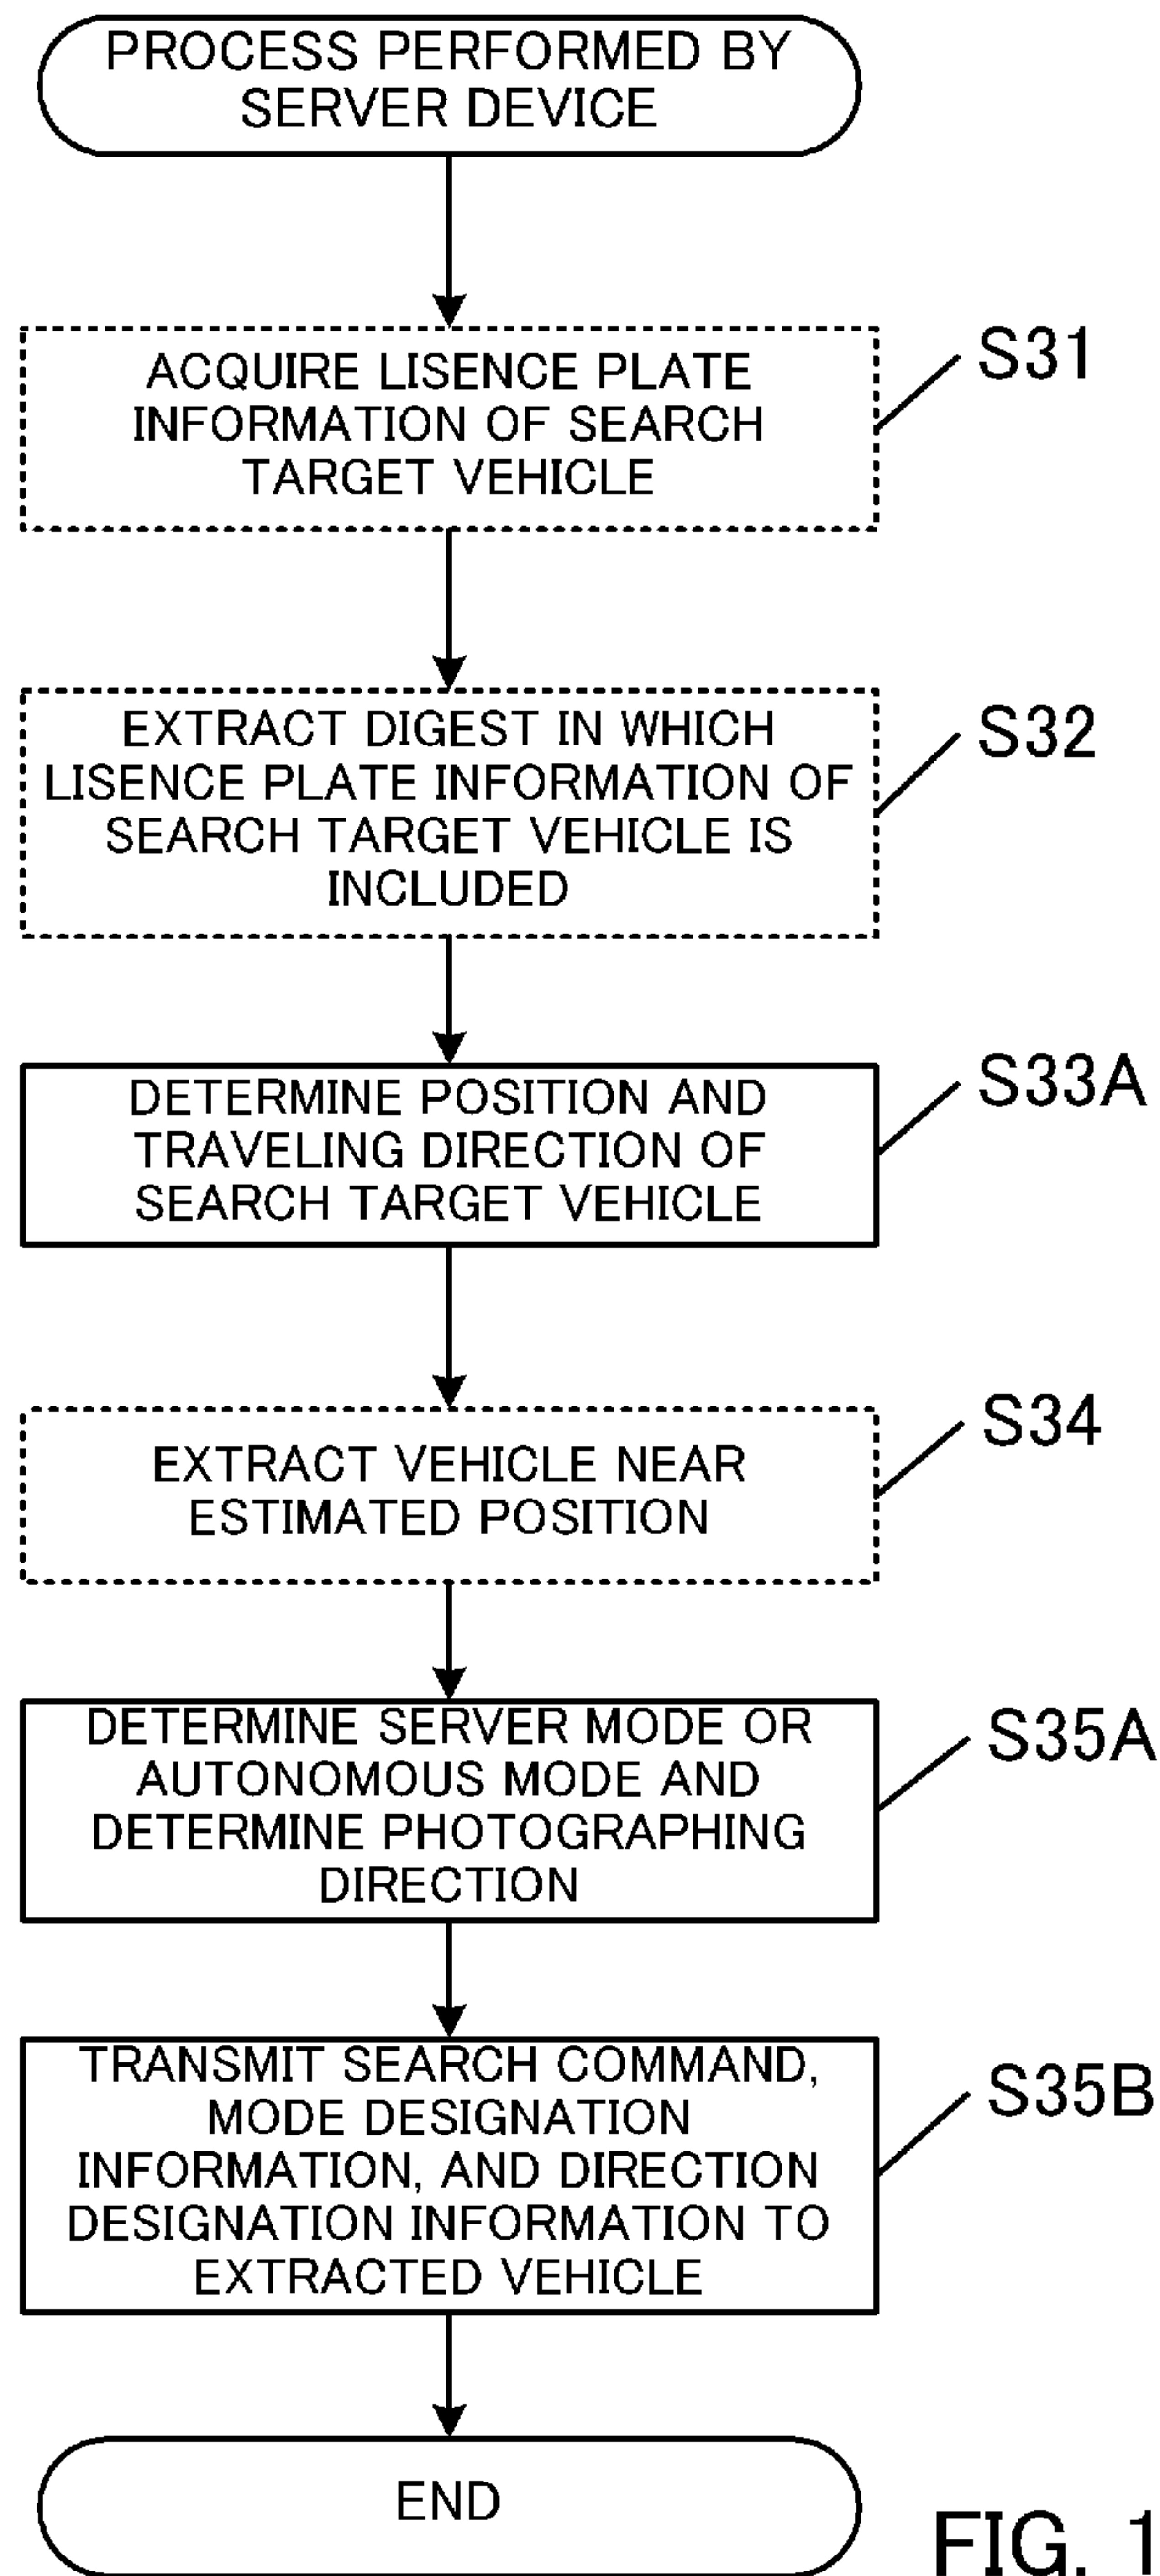 PROCESS PERFORMED BY
SERVER DEVICE
ACQUIRE LISENCE PLATE
INFORMATION OF SEARCH
TARGET VEHICLE
S31
EXTRACT DIGEST IN WHICH
LISENCE PLATE INFORMATION OF
SEARCH TARGET VEHICLE IS
INCLUDED
S32
DETERMINE POSITION AND
TRAVELING DIRECTION OF
SEARCH TARGET VEHICLE
S33A
EXTRACT VEHICLE NEAR
ESTIMATED POSITION
S34
DETERMINE SERVER MODE OR
AUTONOMOUS MODE AND
DETERMINE PHOTOGRAPHING
DIRECTION
S35A
TRANSMIT SEARCH COMMAND,
MODE DESIGNATION
INFORMATION, AND DIRECTION
DESIGNATION INFORMATION TO
EXTRACTED VEHICLE
S35B
END
FIG. 1